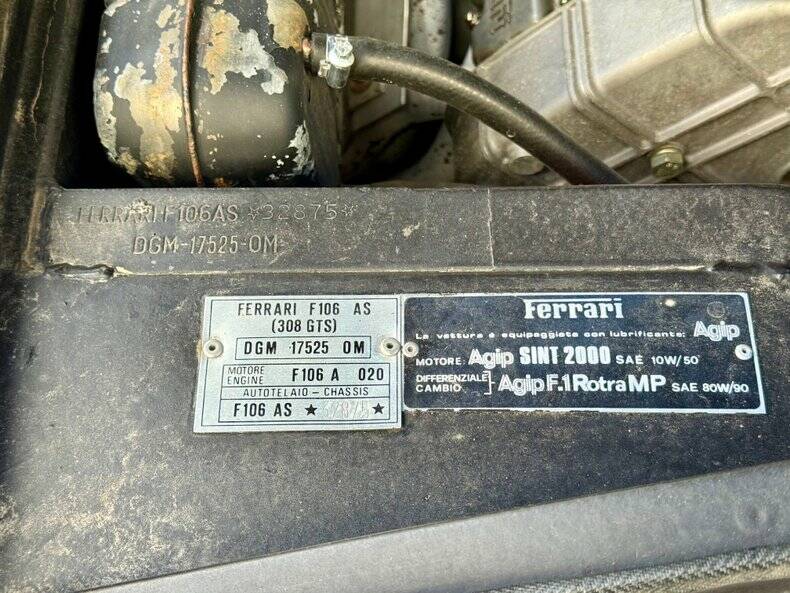 FERRARI F106AS *32875*
DGM-17525-OM
FERRARI F106 AS
(308 GTS)
DGM 17525 OM
MOTORE
ENGINE F106 A 020
AUTOTELAIO - CHASSIS
F106 AS ★ 32875 ★
Ferrari
La vettura è equipaggiata con lubrificante: Agip
MOTORE: Agip SINT 2000 SAE 10W/50
DIFFERENZIALE
CAMBIO - Agip F.1 Rotra MP SAE 80W/90